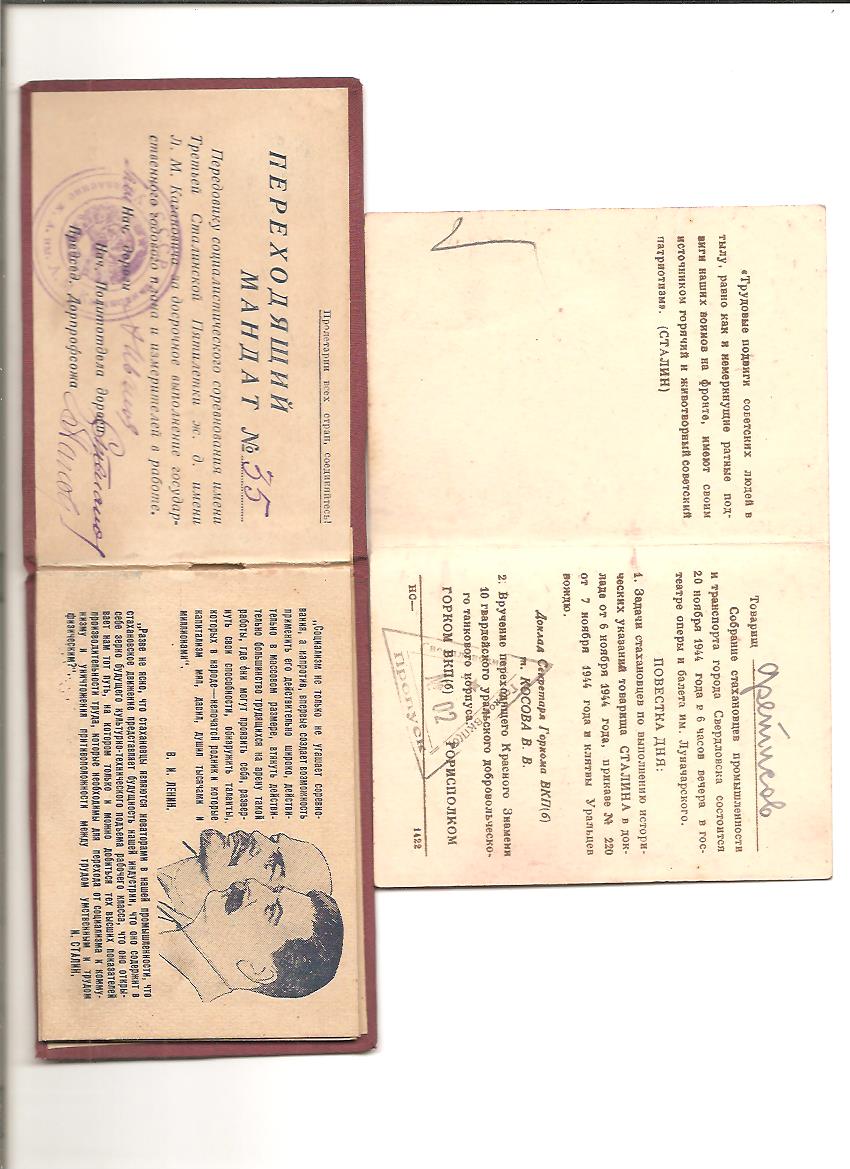 Пролетарии всех стран, соединяйтесь!
ПЕРЕХОДЯЩИЙ
МАНДАТ № 35
Передовику социалистического соревнования имени
Третьей Сталинской Пятилетки ж. д. имени
Л. М. Кагановича за досрочное выполнение государ-
ственного годового плана и измерителей в работе.
Нач. дороги
Нач. Политотдела дороги
Председ. Дорпрофсожа
„Социализм не только не угашает соревно-
вания, а напротив, впервые создает возможность
применить его действительно широко, действи-
тельно в массовом размере, втянуть действи-
тельно большинство трудящихся на арену такой
работы, где они могут проявить себя, развер-
нуть свои способности, обнаружить таланты,
которых в народе—непочатой родник и которые
капитализм мял, давил, душил тысячами и
миллионами“.
В. И. ЛЕНИН.
„Разве не ясно, что стахановцы являются новаторами в нашей промышленности, что
стахановское движение представляет будущность нашей индустрии, что оно содержит в
себе зерно будущего культурно-технического подъема рабочего класса, что оно откры-
вает нам тот путь, на котором только и можно добиться тех высших показателей
производительности труда, которые необходимы для перехода от социализма к комму-
низму и уничтожения противоположности между трудом умственным и трудом
физическим?“.
И. СТАЛИН.
«Трудовые подвиги советских людей в
тылу, равно как и немеркнущие ратные под-
виги наших воинов на фронте, имеют своим
источником горячий и животворный советский
патриотизм». (СТАЛИН)
Товарищ Фетисов
Собрание стахановцев промышленности
и транспорта города Свердловска состоится
20 ноября 1944 года в 6 часов вечера в гос-
театре оперы и балета им. Луначарского.
ПОВЕСТКА ДНЯ:
1. Задачи стахановцев по выполнению истори-
ческих указаний товарища СТАЛИНА в док-
ладе от 6 ноября 1944 года, приказе № 220
от 7 ноября 1944 года и клятвы Уральцев
вождю.
Доклад Секретаря Горкома ВКП(б)
т. КОСОВА В. В.
2. Вручение переходящего Красного Знамени
10 гвардейского уральского добровольческо-
го танкового корпуса.
ГОРКОМ ВКП(б) ГОРИСПОЛКОМ
НС— 1422
№ 02
Пропуск